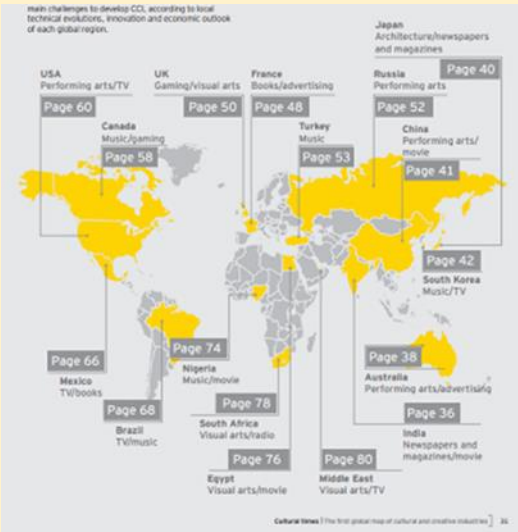 main challenges to develop CCI, according to local
technical evolutions, innovation and economic outlook
of each global region.
Japan
Architecture/newspapers
and magazines
Page 40
USA
Performing arts/TV
Page 60
UK
Gaming/visual arts
Page 50
France
Books/advertising
Page 48
Russia
Performing arts
Page 52
Canada
Music/gaming
Page 58
Turkey
Music
Page 53
China
Performing arts/
movie
Page 41
Page 42
South Korea
Music/TV
Page 66
Mexico
TV/books
Page 68
Brazil
TV/music
Page 74
Nigeria
Music/movie
Page 78
South Africa
Visual arts/radio
Page 76
Egypt
Visual arts/movie
Page 80
Middle East
Visual arts/TV
Page 38
Australia
Performing arts/advertising
Page 36
India
Newspapers and
magazines/movie
Cultural times | The first global map of cultural and creative industries